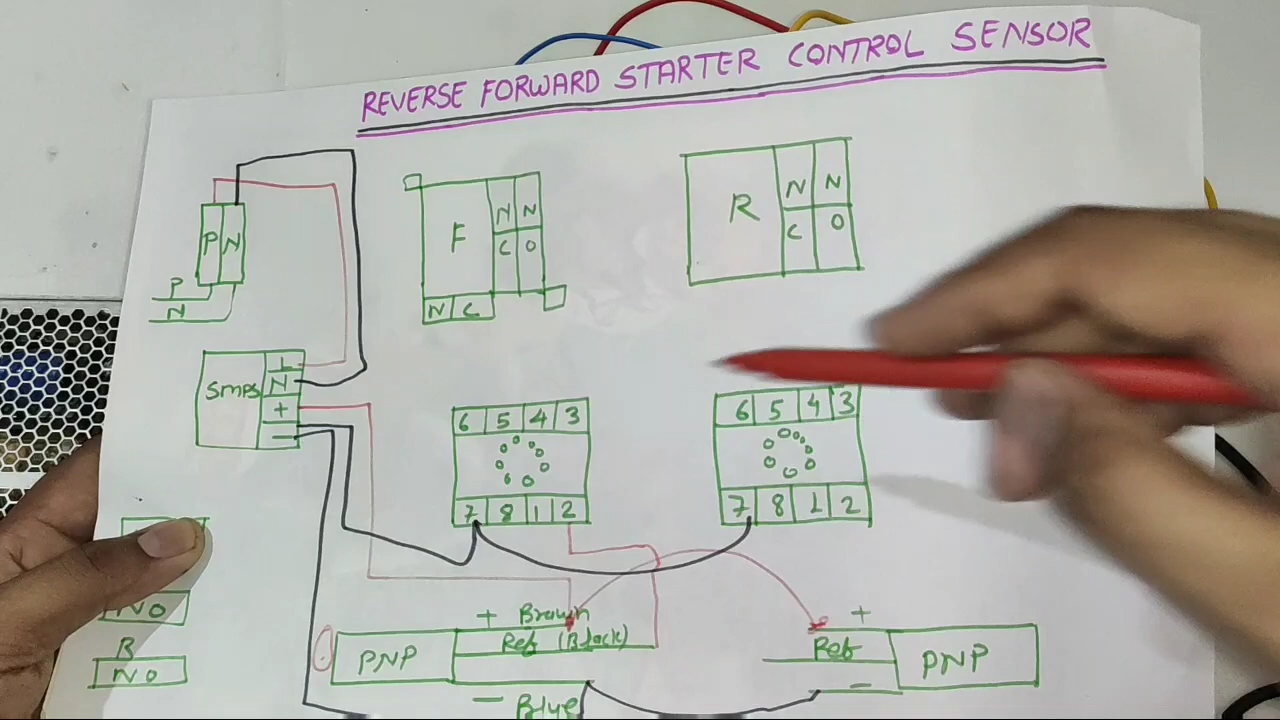 REVERSE FORWARD STARTER CONTROL SENSOR
P N
P
N
F N N
C O
N C
R N N
C O
SMPS L
N
+
-
6 5 4 3
7 8 1 2
6 5 4 3
7 8 1 2
NO
R
NO
+ Brown
PNP Ref (Black)
- Blue
+
Ref PNP
-